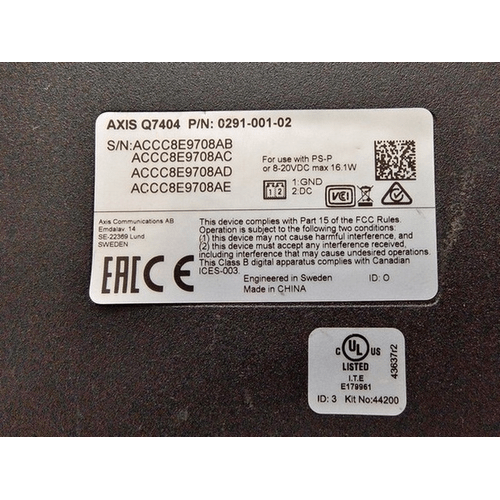 AXIS Q7404 P/N: 0291-001-02
S/N:ACCC8E9708AB
ACCC8E9708AC
ACCC8E9708AD
ACCC8E9708AE
For use with PS-P
or 8-20VDC max 16.1W
1 2
1:GND
2:DC
VCI
Axis Communications AB
Emdalav. 14
SE-22369 Lund
SWEDEN
This device complies with Part 15 of the FCC Rules.
Operation is subject to the following two conditions:
(1) this device may not cause harmful interference, and
(2) this device must accept any interference received,
including interference that may cause undesired operations.
This Class B digital apparatus complies with Canadian
ICES-003.
EAC CE
Engineered in Sweden ID: O
Made in CHINA
C UL US
LISTED
I.T.E
E179961
ID: 3 Kit No:44200
43637r2